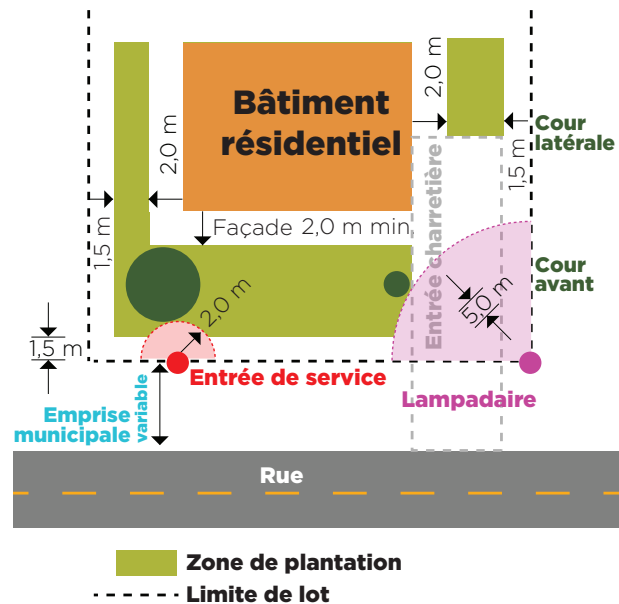 Bâtiment
résidentiel
2,0 m
2,0 m
Cour
latérale
1,5 m
1,5 m
Façade 2,0 m min.
Entrée charretière
Cour
avant
5,0 m
2,0 m
1,5 m
Entrée de service
Lampadaire
Emprise
municipale
variable
Rue
Zone de plantation
Limite de lot